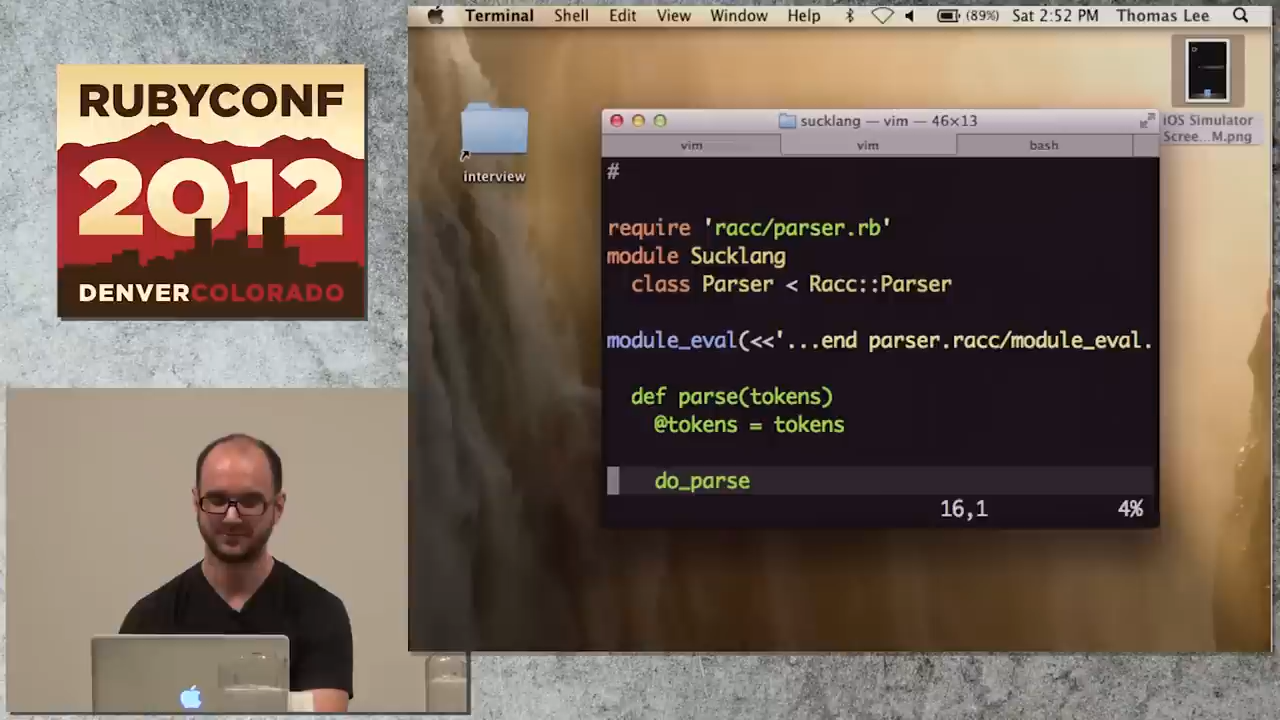 Terminal Shell Edit View Window Help (89%) Sat 2:52 PM Thomas Lee
RUBYCONF
2012
DENVERCOLORADO
interview
iOS Simulator
Scree...M.png
sucklang — vim — 46×13
vim vim bash
#
require 'racc/parser.rb'
module Sucklang
class Parser < Racc::Parser
module_eval(<<'...end parser.racc/module_eval.
def parse(tokens)
@tokens = tokens
do_parse
16,1 4%